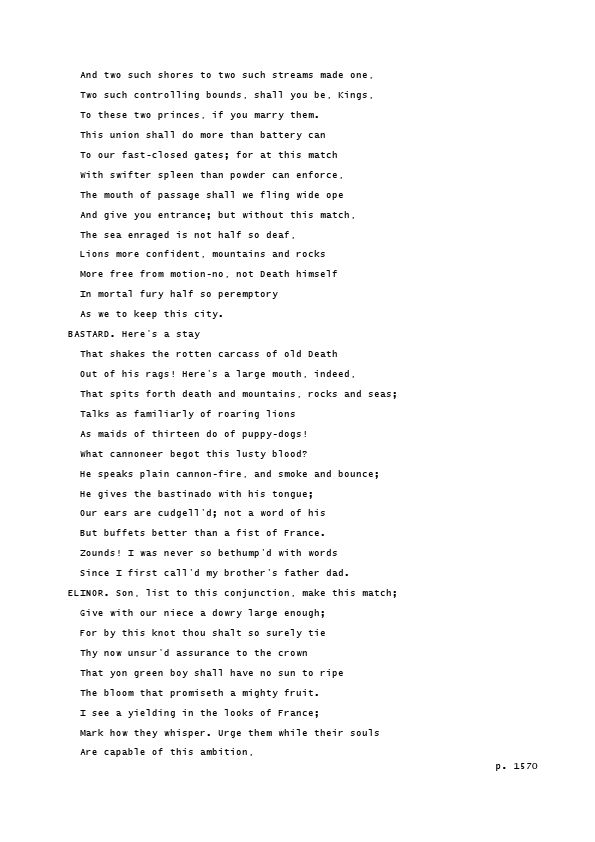 And two such shores to two such streams made one,
Two such controlling bounds, shall you be, Kings,
To these two princes, if you marry them.
This union shall do more than battery can
To our fast-closed gates; for at this match
With swifter spleen than powder can enforce,
The mouth of passage shall we fling wide ope
And give you entrance; but without this match,
The sea enraged is not half so deaf,
Lions more confident, mountains and rocks
More free from motion-no, not Death himself
In mortal fury half so peremptory
As we to keep this city.
BASTARD. Here's a stay
That shakes the rotten carcass of old Death
Out of his rags! Here's a large mouth, indeed,
That spits forth death and mountains, rocks and seas;
Talks as familiarly of roaring lions
As maids of thirteen do of puppy-dogs!
What cannoneer begot this lusty blood?
He speaks plain cannon-fire, and smoke and bounce;
He gives the bastinado with his tongue;
Our ears are cudgell'd; not a word of his
But buffets better than a fist of France.
Zounds! I was never so bethump'd with words
Since I first call'd my brother's father dad.
ELINOR. Son, list to this conjunction, make this match;
Give with our niece a dowry large enough;
For by this knot thou shalt so surely tie
Thy now unsur'd assurance to the crown
That yon green boy shall have no sun to ripe
The bloom that promiseth a mighty fruit.
I see a yielding in the looks of France;
Mark how they whisper. Urge them while their souls
Are capable of this ambition,
p. 1570